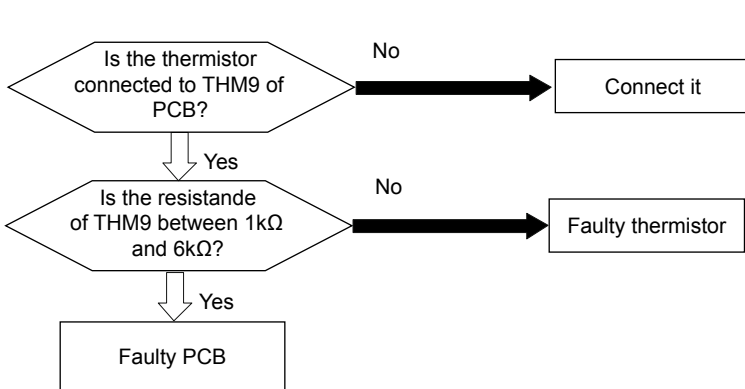 Is the thermistor
connected to THM9 of
PCB?
No
Connect it
Yes
Is the resistande
of THM9 between 1kΩ
and 6kΩ?
No
Faulty thermistor
Yes
Faulty PCB